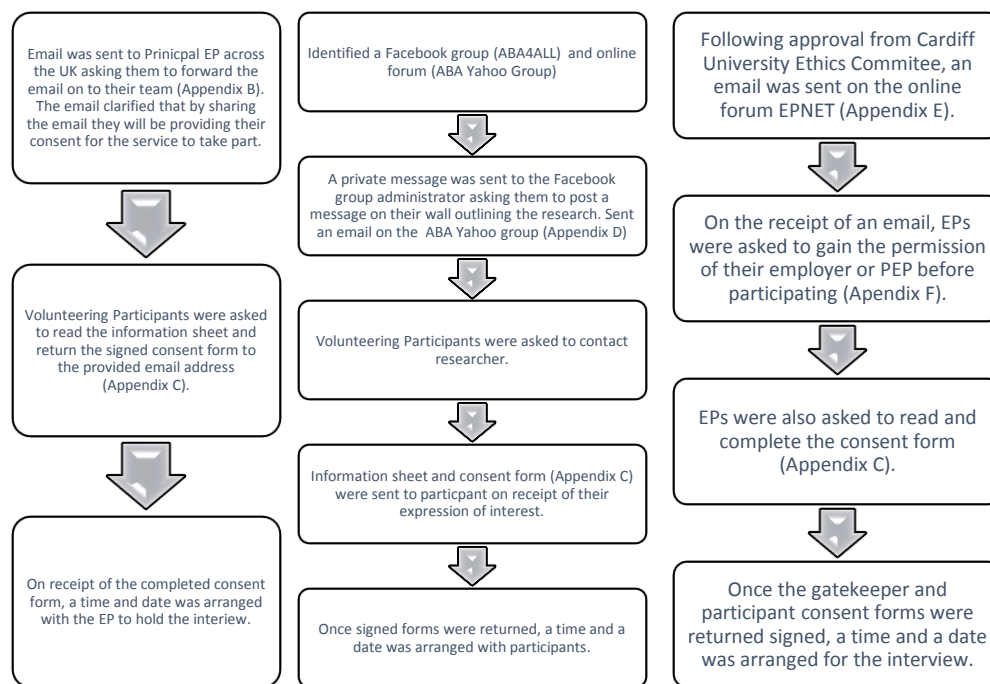 Email was sent to Prinicpal EP across
the UK asking them to forward the
email on to their team (Appendix B).
The email clarified that by sharing
the email they will be providing their
consent for the service to take part.
Volunteering Participants were asked
to read the information sheet and
return the signed consent form to
the provided email address
(Appendix C).
On receipt of the completed consent
form, a time and date was arranged
with the EP to hold the interiew.
Identified a Facebook group (ABA4ALL) and online
forum (ABA Yahoo Group)
A private message was sent to the Facebook
group administrator asking them to post a
message on their wall outlining the research. Sent
an email on the ABA Yahoo group (Appendix D)
Volunteering Participants were asked to contact
researcher.
Information sheet and consent form (Appendix C)
were sent to particpant on receipt of their
expression of interest.
Once signed forms were returned, a time and a
date was arranged with participants.
Following approval from Cardiff
University Ethics Commitee, an
email was sent on the online
forum EPNET (Appendix E).
On the receipt of an email, EPs
were asked to gain the permission
of their employer or PEP before
participating (Apendix F).
EPs were also asked to read and
complete the consent form
(Appendix C).
Once the gatekeeper and
participant consent forms were
returned signed, a time and a date
was arranged for the interview.